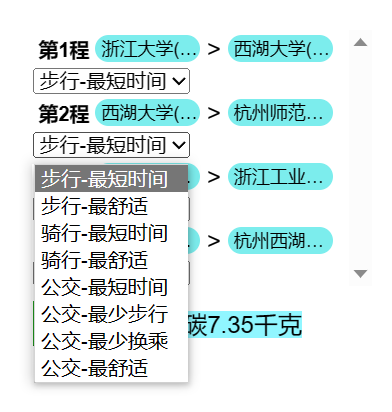 第1程 浙江大学(... > 西湖大学(...
步行-最短时间
第2程 西湖大学(... > 杭州师范...
步行-最短时间
> 浙江工业...
> 杭州西湖...
步行-最短时间
步行-最舒适
骑行-最短时间
骑行-最舒适
公交-最短时间
公交-最少步行
公交-最少换乘
公交-最舒适
碳7.35千克